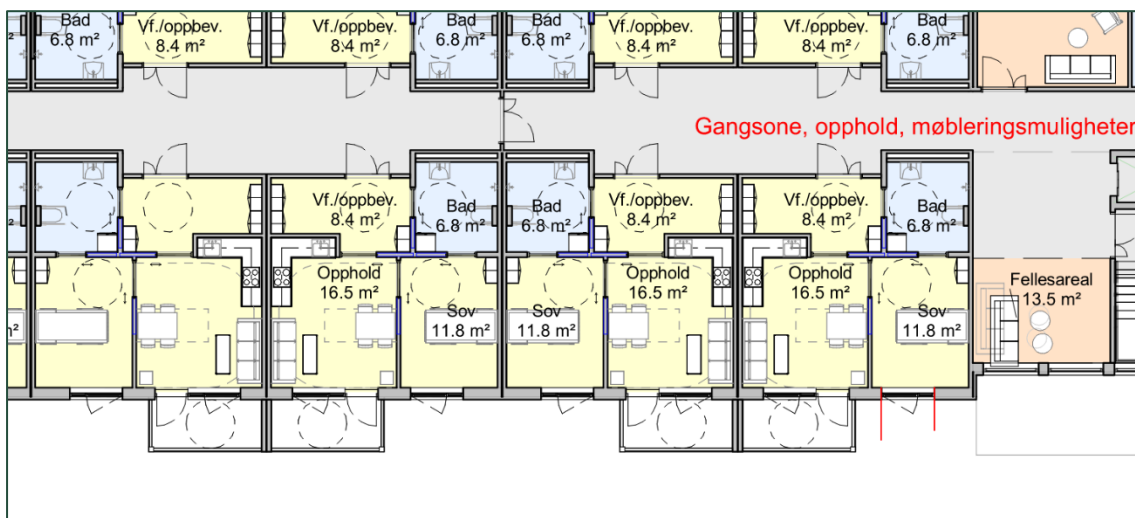 Bad
6.8 m²
Vf./oppbev.
8.4 m²
Vf./oppbev.
8.4 m²
Bad
6.8 m²
Bad
6.8 m²
Vf./oppbev.
8.4 m²
Vf./oppbev.
8.4 m²
Bad
6.8 m²
Gangsone, opphold, møbleringsmuligheter
Vf./oppbev.
8.4 m²
Bad
6.8 m²
Bad
6.8 m²
Vf./oppbev.
8.4 m²
Vf./oppbev.
8.4 m²
Bad
6.8 m²
Opphold
16.5 m²
Sov
11.8 m²
Sov
11.8 m²
Opphold
16.5 m²
Opphold
16.5 m²
Sov
11.8 m²
Fellesareal
13.5 m²